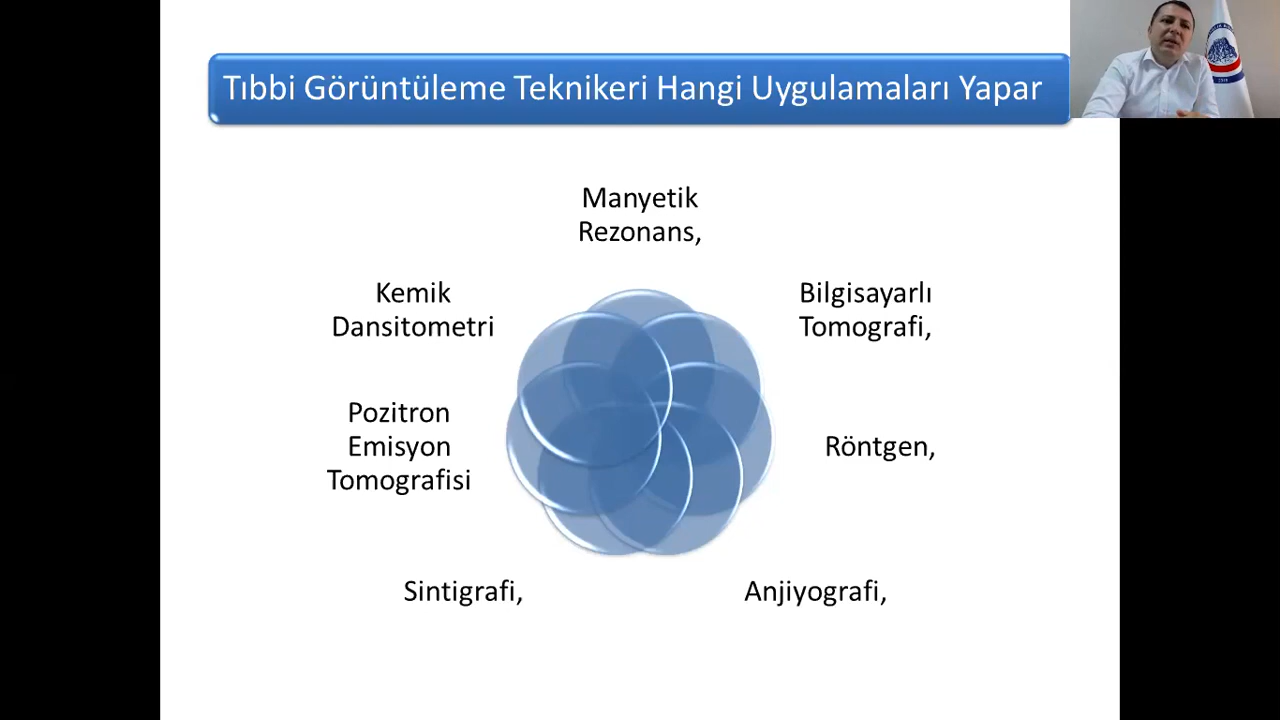 Tıbbi Görüntüleme Teknikeri Hangi Uygulamaları Yapar
Manyetik
Rezonans,
Bilgisayarlı
Tomografi,
Röntgen,
Anjiyografi,
Sintigrafi,
Pozitron
Emisyon
Tomografisi
Kemik
Dansitometri